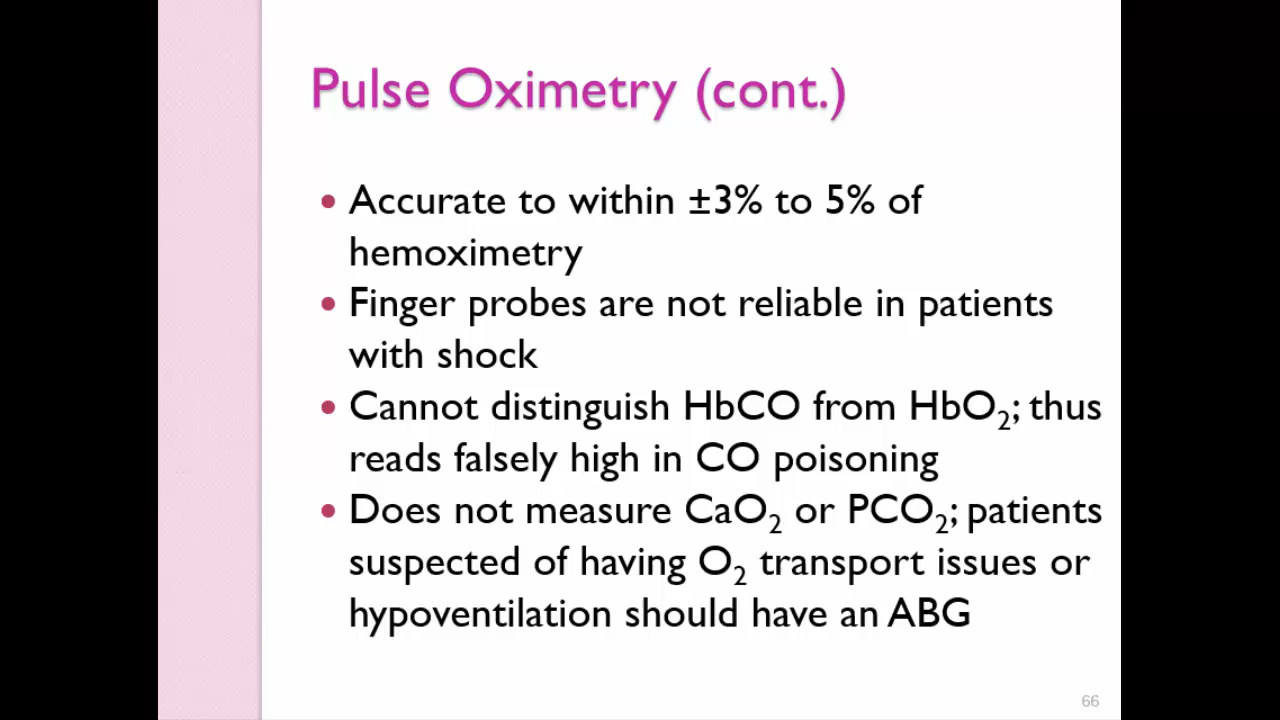 Pulse Oximetry (cont.)
• Accurate to within ±3% to 5% of
hemoximetry
• Finger probes are not reliable in patients
with shock
• Cannot distinguish HbCO from HbO₂; thus
reads falsely high in CO poisoning
• Does not measure CaO₂ or PCO₂; patients
suspected of having O₂ transport issues or
hypoventilation should have an ABG
66